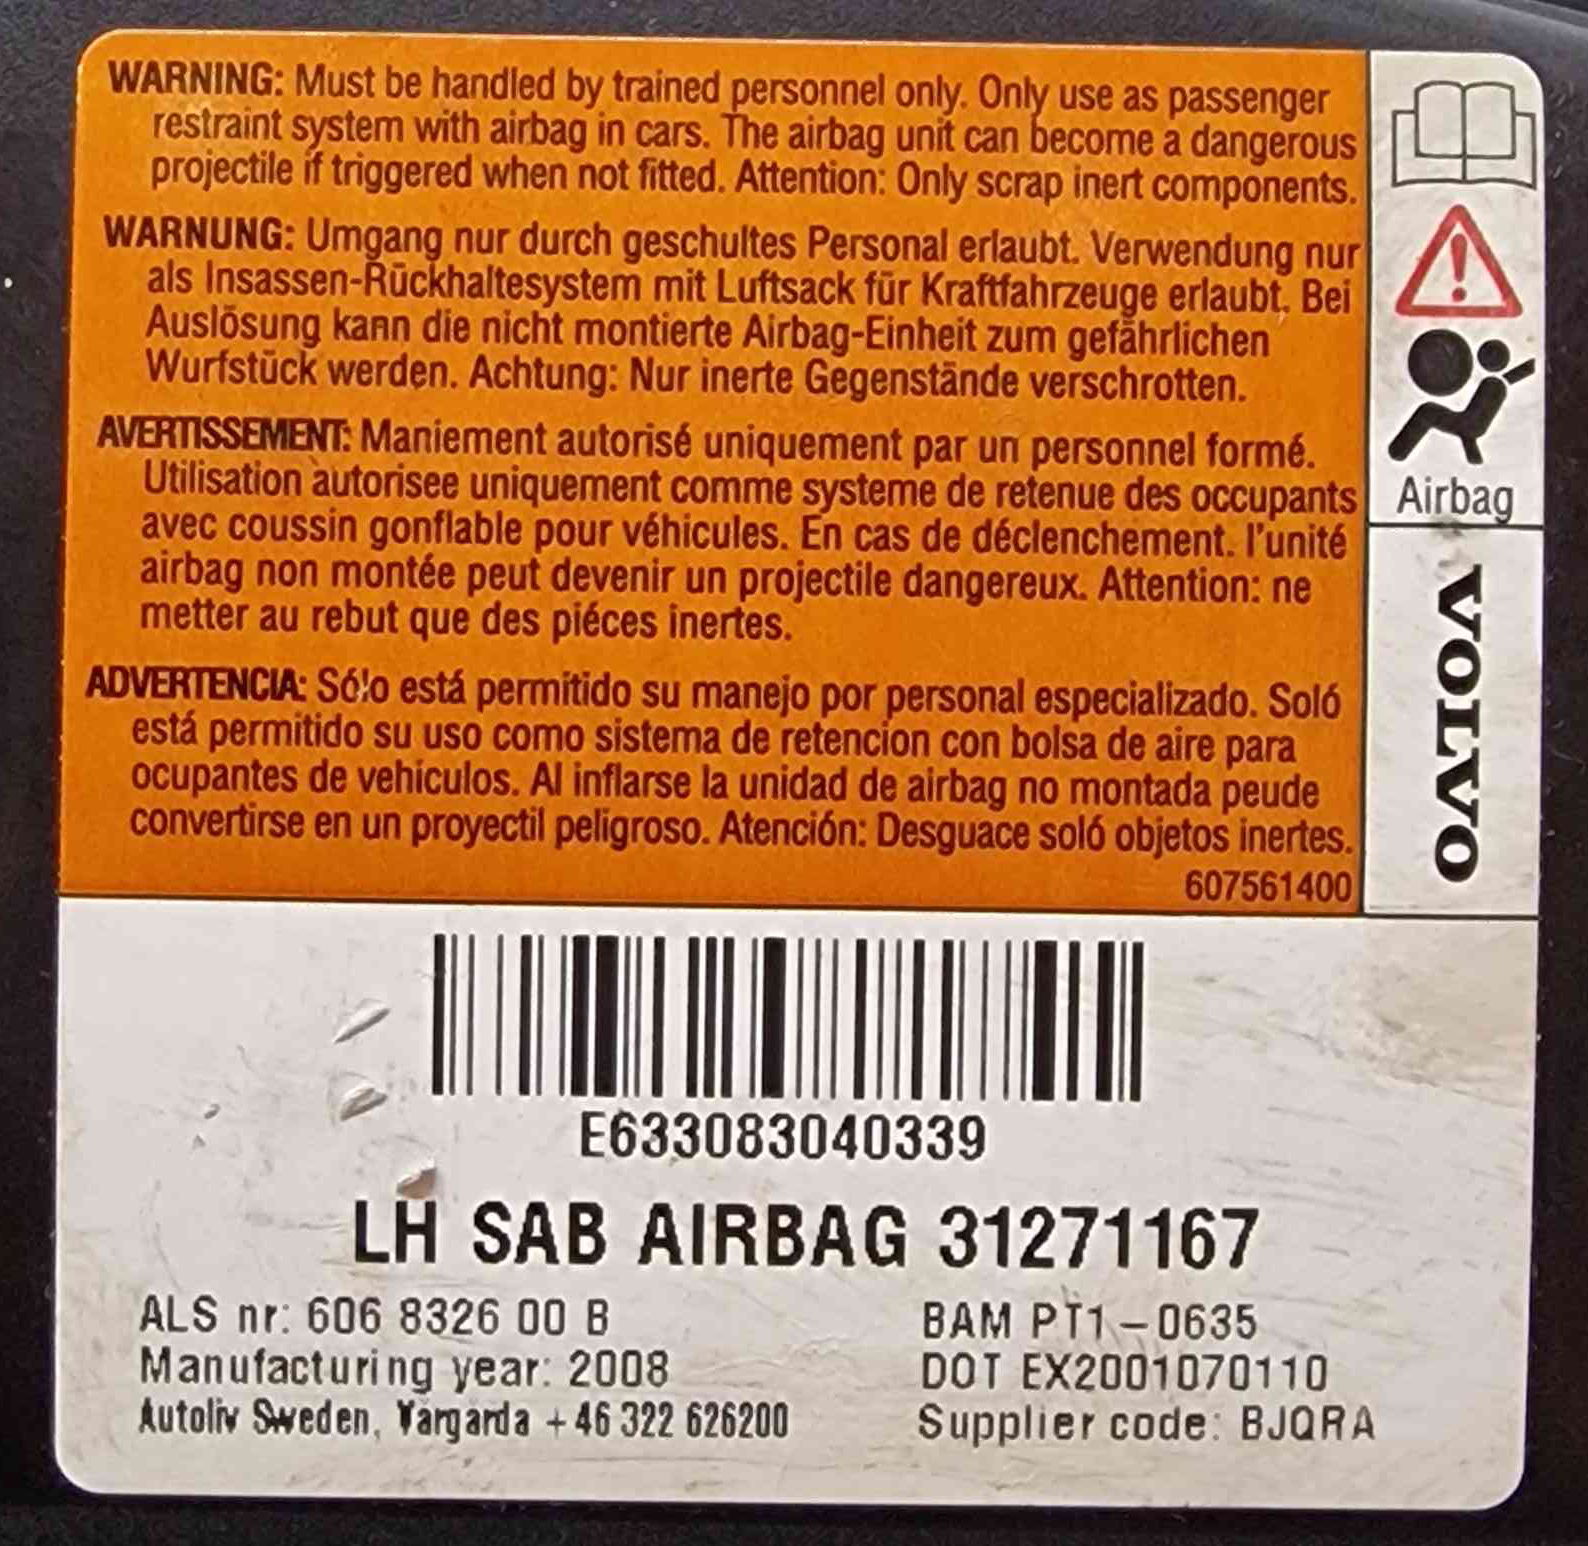 WARNING: Must be handled by trained personnel only. Only use as passenger
restraint system with airbag in cars. The airbag unit can become a dangerous
projectile if triggered when not fitted. Attention: Only scrap inert components.
WARNUNG: Umgang nur durch geschultes Personal erlaubt. Verwendung nur
als Insassen-Rückhaltesystem mit Luftsack für Kraftfahrzeuge erlaubt. Bei
Auslösung kann die nicht montierte Airbag-Einheit zum gefährlichen
Wurfstück werden. Achtung: Nur inerte Gegenstände verschrotten.
AVERTISSEMENT: Maniement autorisé uniquement par un personnel formé.
Utilisation autorisee uniquement comme systeme de retenue des occupants
avec coussin gonflable pour véhicules. En cas de déclenchement. l'unité
airbag non montée peut devenir un projectile dangereux. Attention: ne
metter au rebut que des piéces inertes.
ADVERTENCIA: Sólo está permitido su manejo por personal especializado. Soló
está permitido su uso como sistema de retencion con bolsa de aire para
ocupantes de vehiculos. Al inflarse la unidad de airbag no montada peude
convertirse en un proyectil peligroso. Atención: Desguace soló objetos inertes.
607561400
Airbag
VOLVO
E633083040339
LH SAB AIRBAG 31271167
ALS nr: 606 8326 00 B
Manufacturing year: 2008
Autoliv Sweden, Vargarda +46 322 626200
BAM PT1-0635
DOT EX2001070110
Supplier code: BJQRA